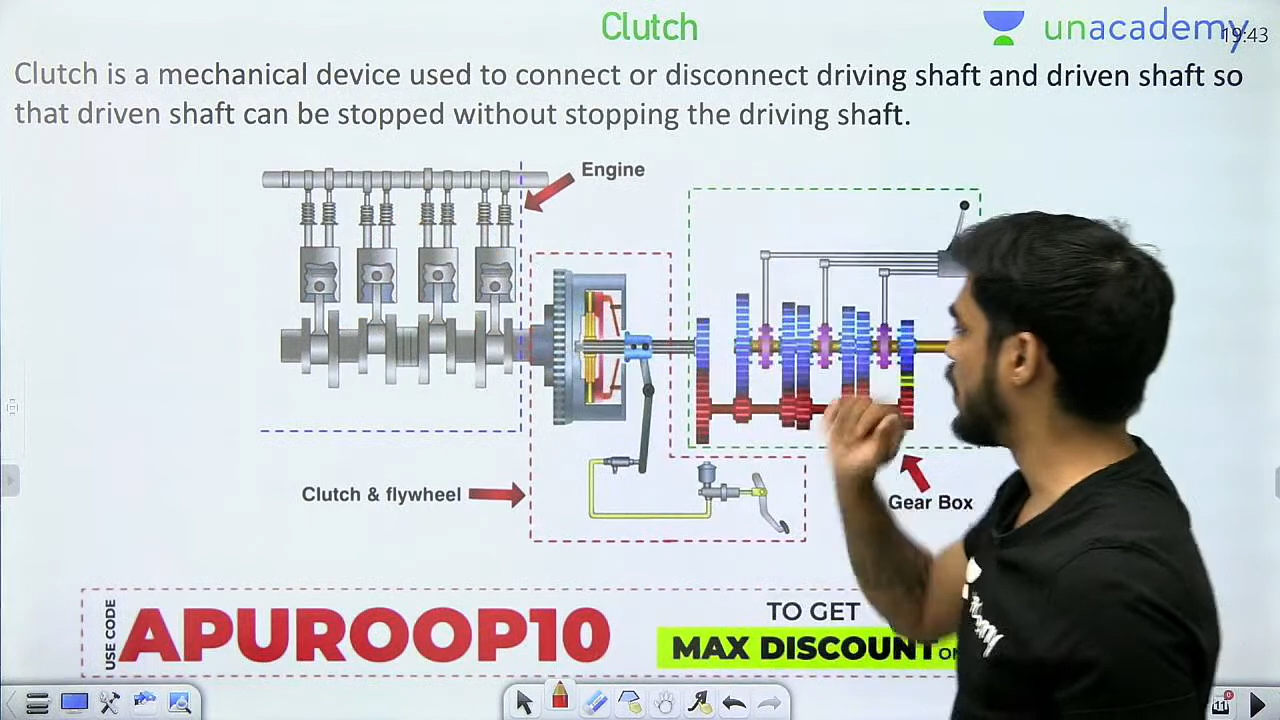 Clutch
unacademy
19:43
Clutch is a mechanical device used to connect or disconnect driving shaft and driven shaft so
that driven shaft can be stopped without stopping the driving shaft.
Engine
Clutch & flywheel
Gear Box
USE CODE
APUROOP10
TO GET
MAX DISCOUNT ON
11